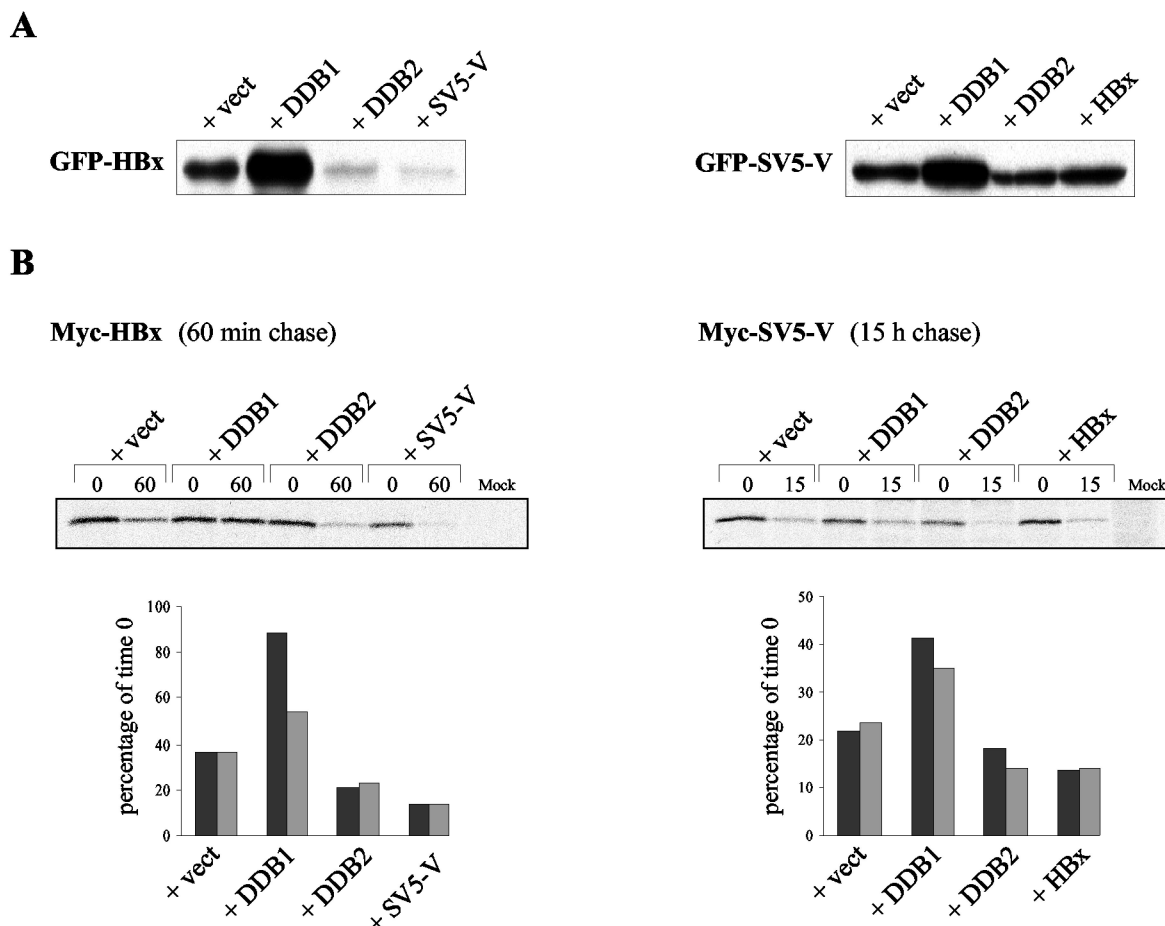 A
+ vect + DDB1 + DDB2 + SV5-V
GFP-HBx
+ vect + DDB1 + DDB2 + HBx
GFP-SV5-V
B
Myc-HBx (60 min chase)
+ vect + DDB1 + DDB2 + SV5-V
0 60 0 60 0 60 0 60 Mock
percentage of time 0
100
80
60
40
20
0
+ vect + DDB1 + DDB2 + SV5-V
Myc-SV5-V (15 h chase)
+ vect + DDB1 + DDB2 + HBx
0 15 0 15 0 15 0 15 Mock
percentage of time 0
50
40
30
20
10
0
+ vect + DDB1 + DDB2 + HBx